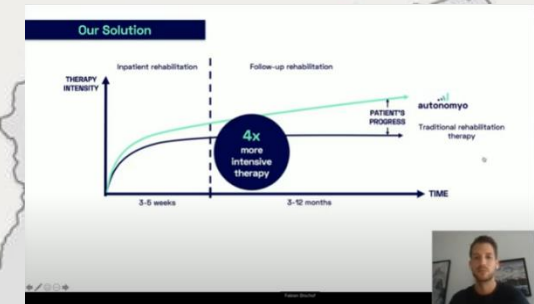 Our Solution
Inpatient rehabilitation
Follow-up rehabilitation
THERAPY
INTENSITY
autonomyo
PATIENT'S
PROGRESS
Traditional rehabilitation
therapy
4x
more
intensive
therapy
TIME
3-5 weeks
3-12 months